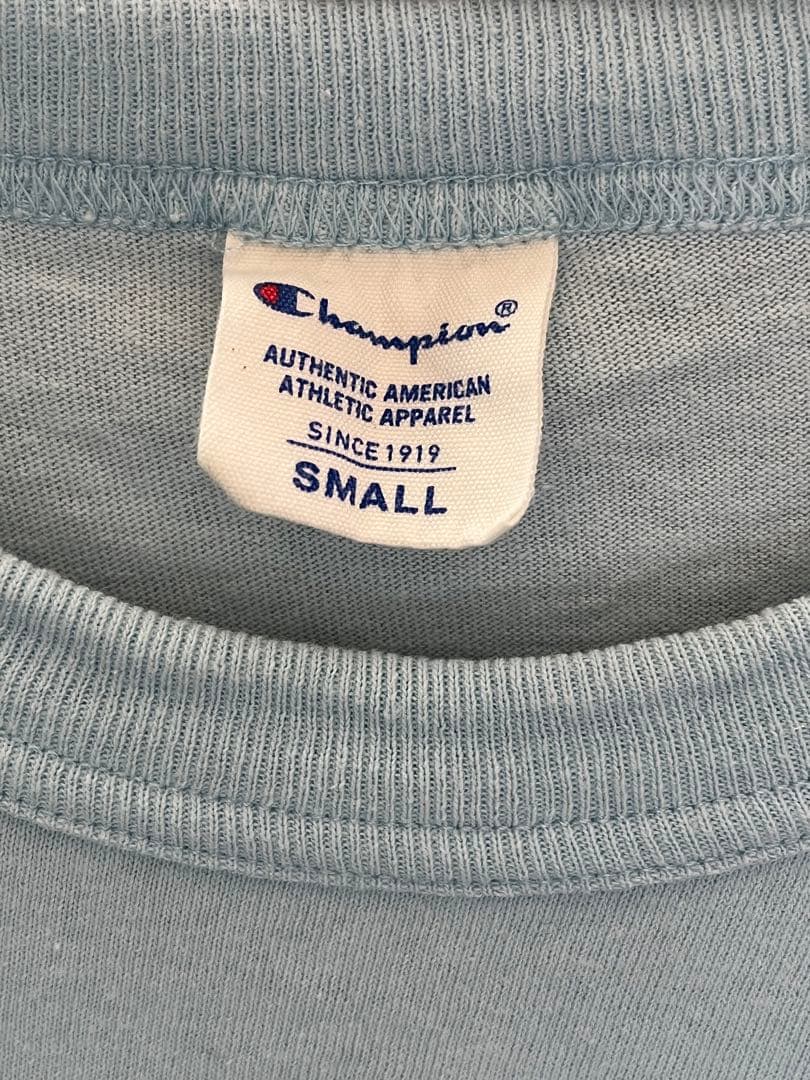 Champion®
AUTHENTIC AMERICAN
ATHLETIC APPAREL
SINCE 1919
SMALL